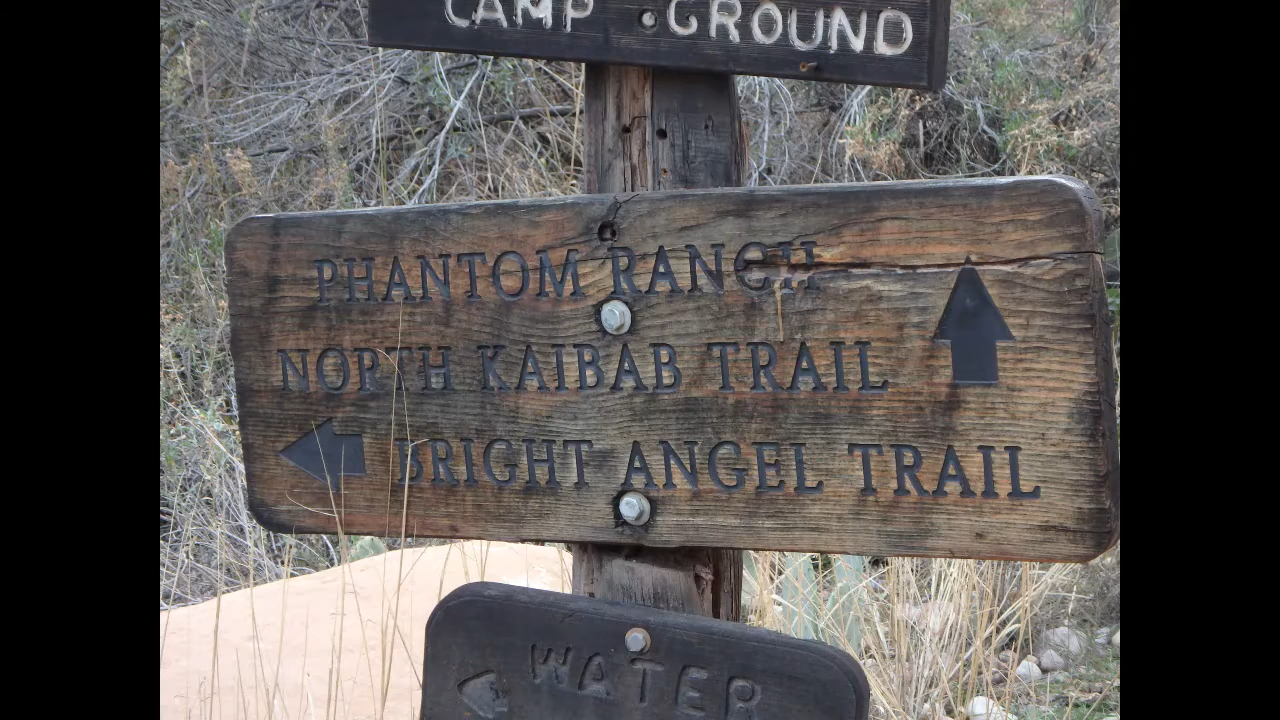 CAMP GROUND
PHANTOM RANCH
NORTH KAIBAB TRAIL
BRIGHT ANGEL TRAIL
WATER